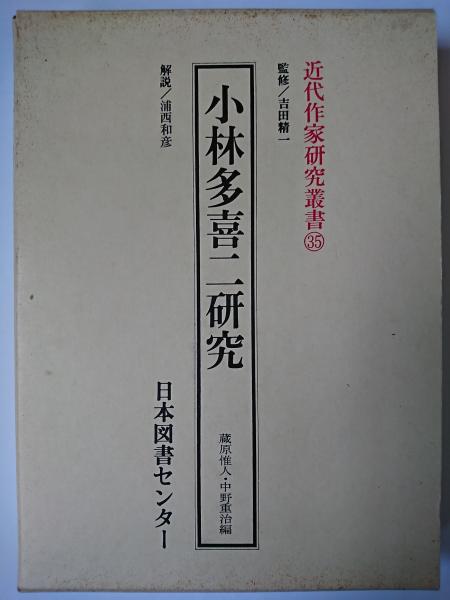 近代作家研究叢書㉟
監修／吉田精一
小林多喜二研究
蔵原惟人・中野重治編
解説／浦西和彦
日本図書センター